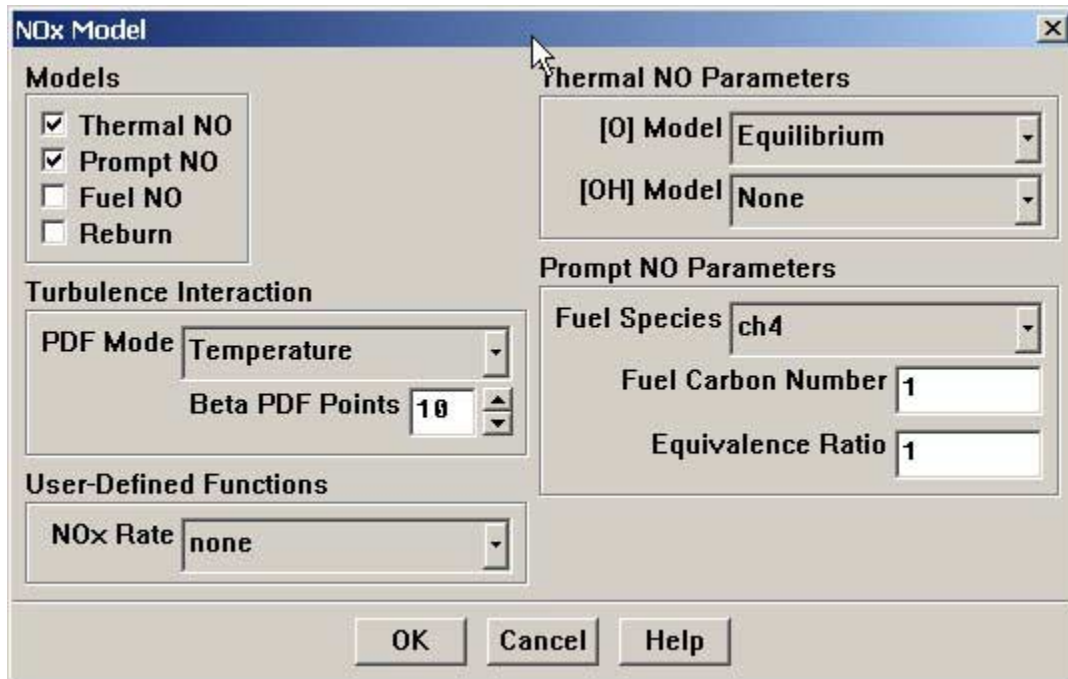 NOx Model
Models
Thermal NO
Prompt NO
Fuel NO
Reburn
Turbulence Interaction
PDF Mode Temperature
Beta PDF Points 10
User-Defined Functions
NOx Rate none
Thermal NO Parameters
[O] Model Equilibrium
[OH] Model None
Prompt NO Parameters
Fuel Species ch4
Fuel Carbon Number 1
Equivalence Ratio 1
OK Cancel Help